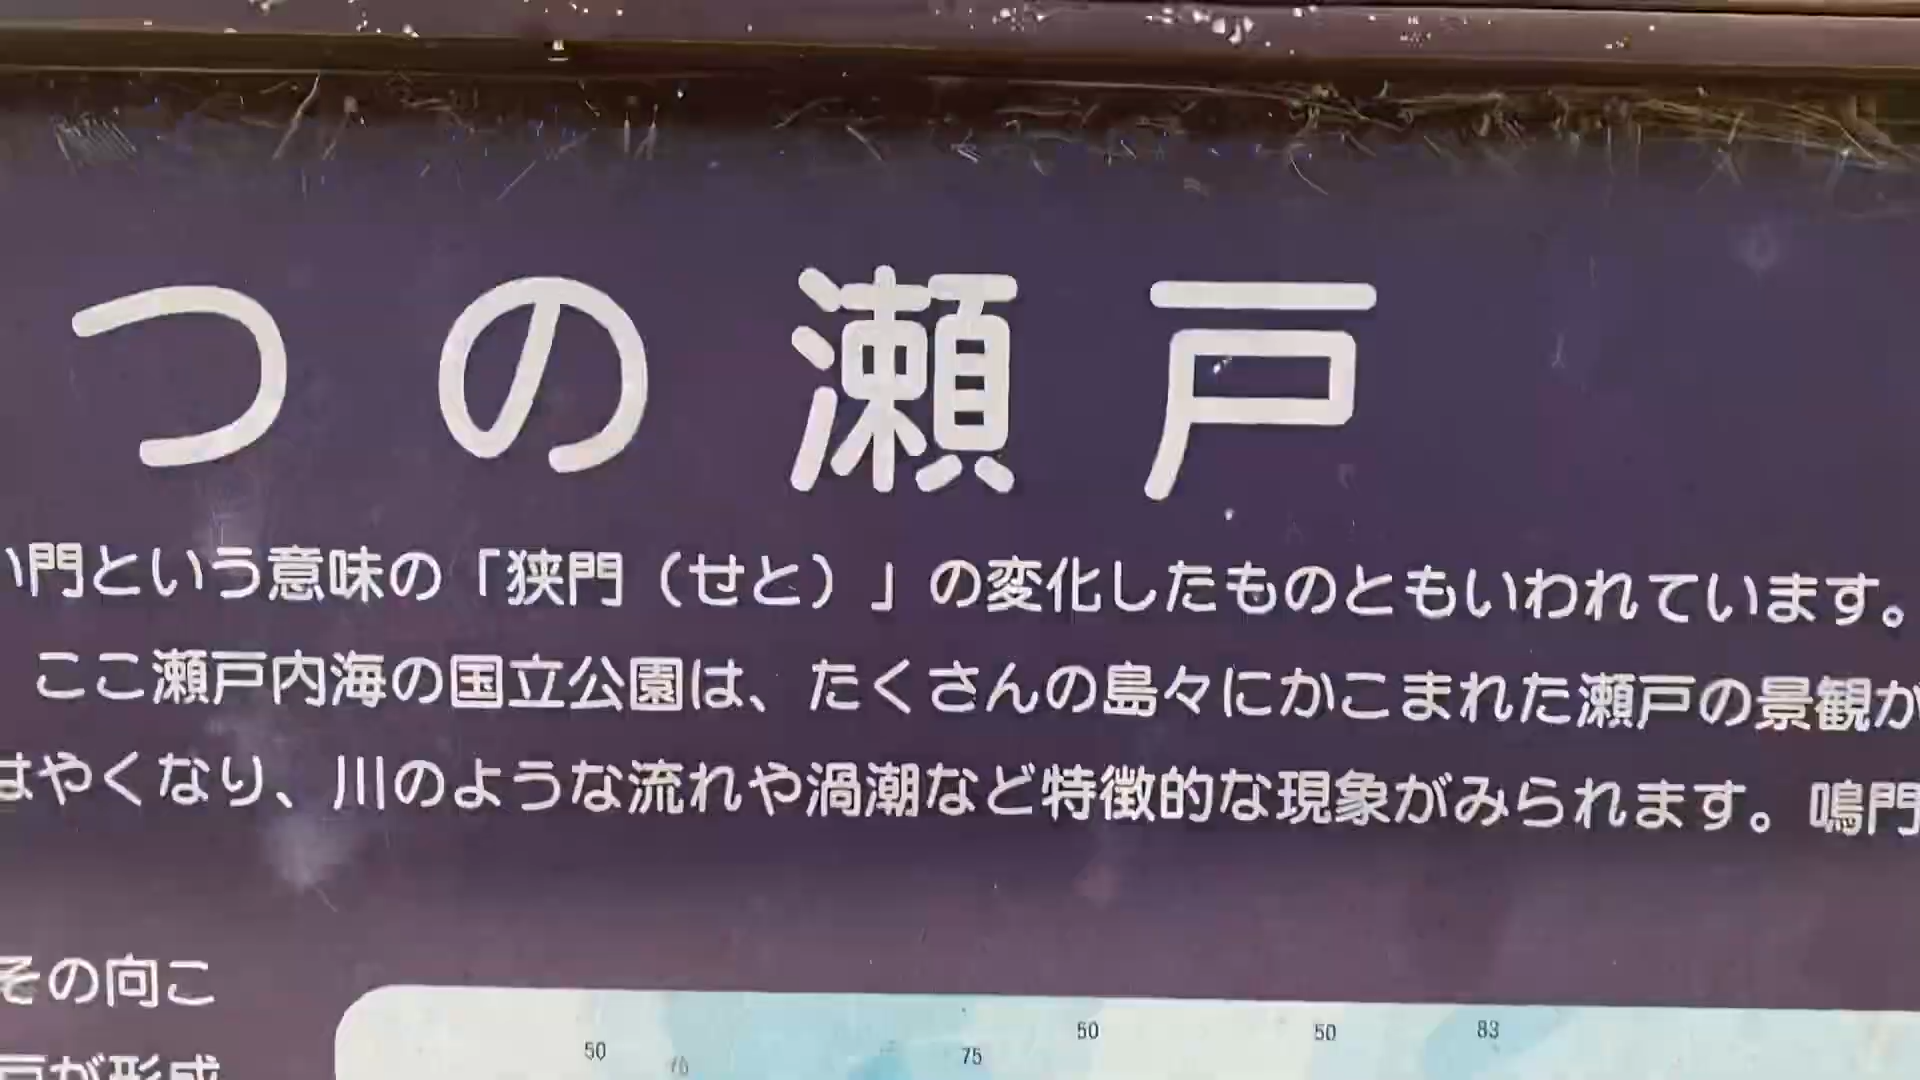 つの瀬戸
い門という意味の「狭門（せと）」の変化したものともいわれています。
ここ瀬戸内海の国立公園は、たくさんの島々にかこまれた瀬戸の景観が
はやくなり、川のような流れや渦潮など特徴的な現象がみられます。鳴門
その向こ
戸が形成
50 75 50 50 83